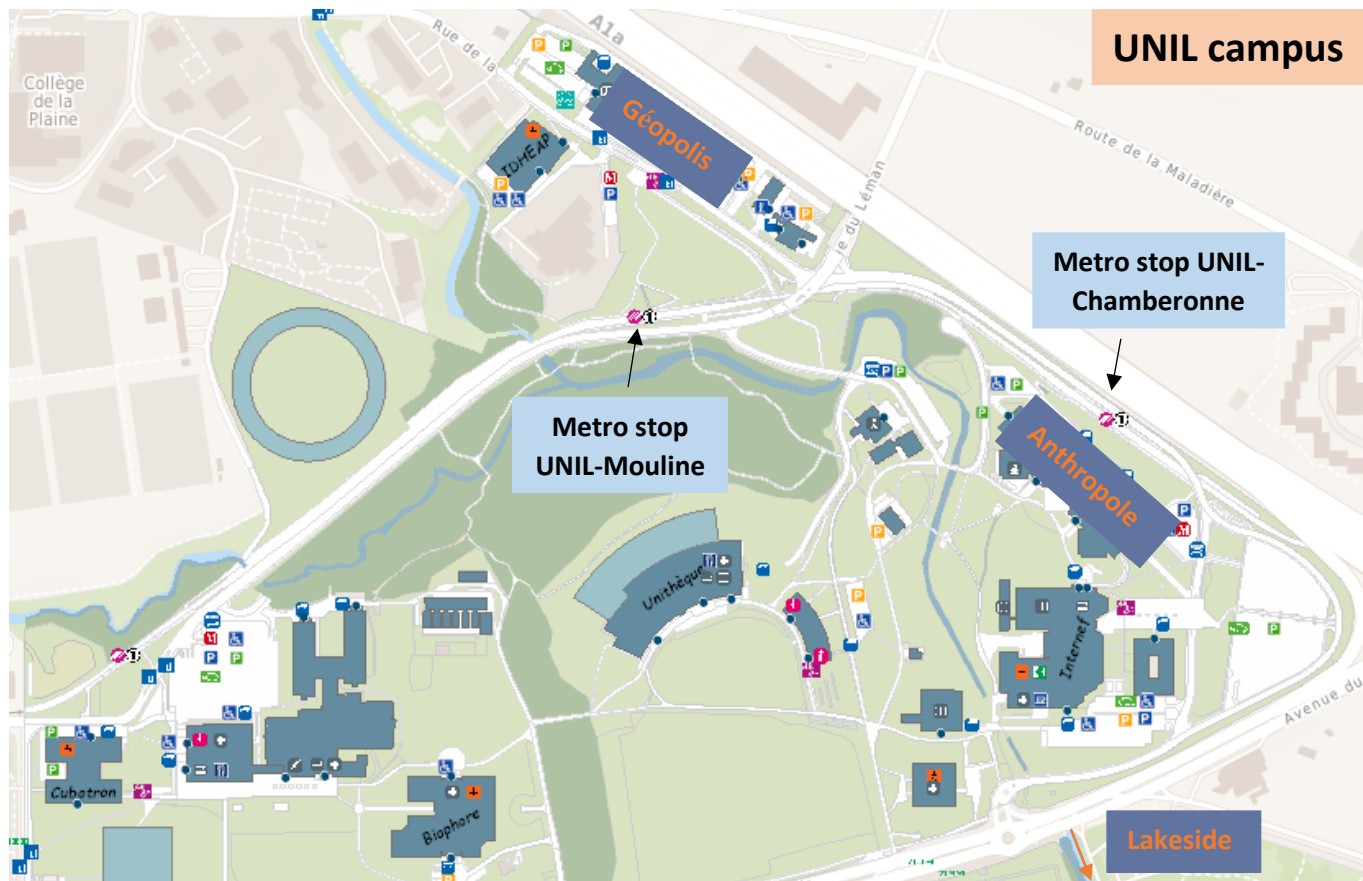 UNIL campus
A1a
Rue de la
Collège
de la
Plaine
Géopolis
IDHEAP
Route de la Maladière
e du Léman
Metro stop UNIL-
Chamberonne
Metro stop
UNIL-Mouline
Anthropole
Unithèque
Internef
Avenue du
Cubotron
Biophore
Lakeside